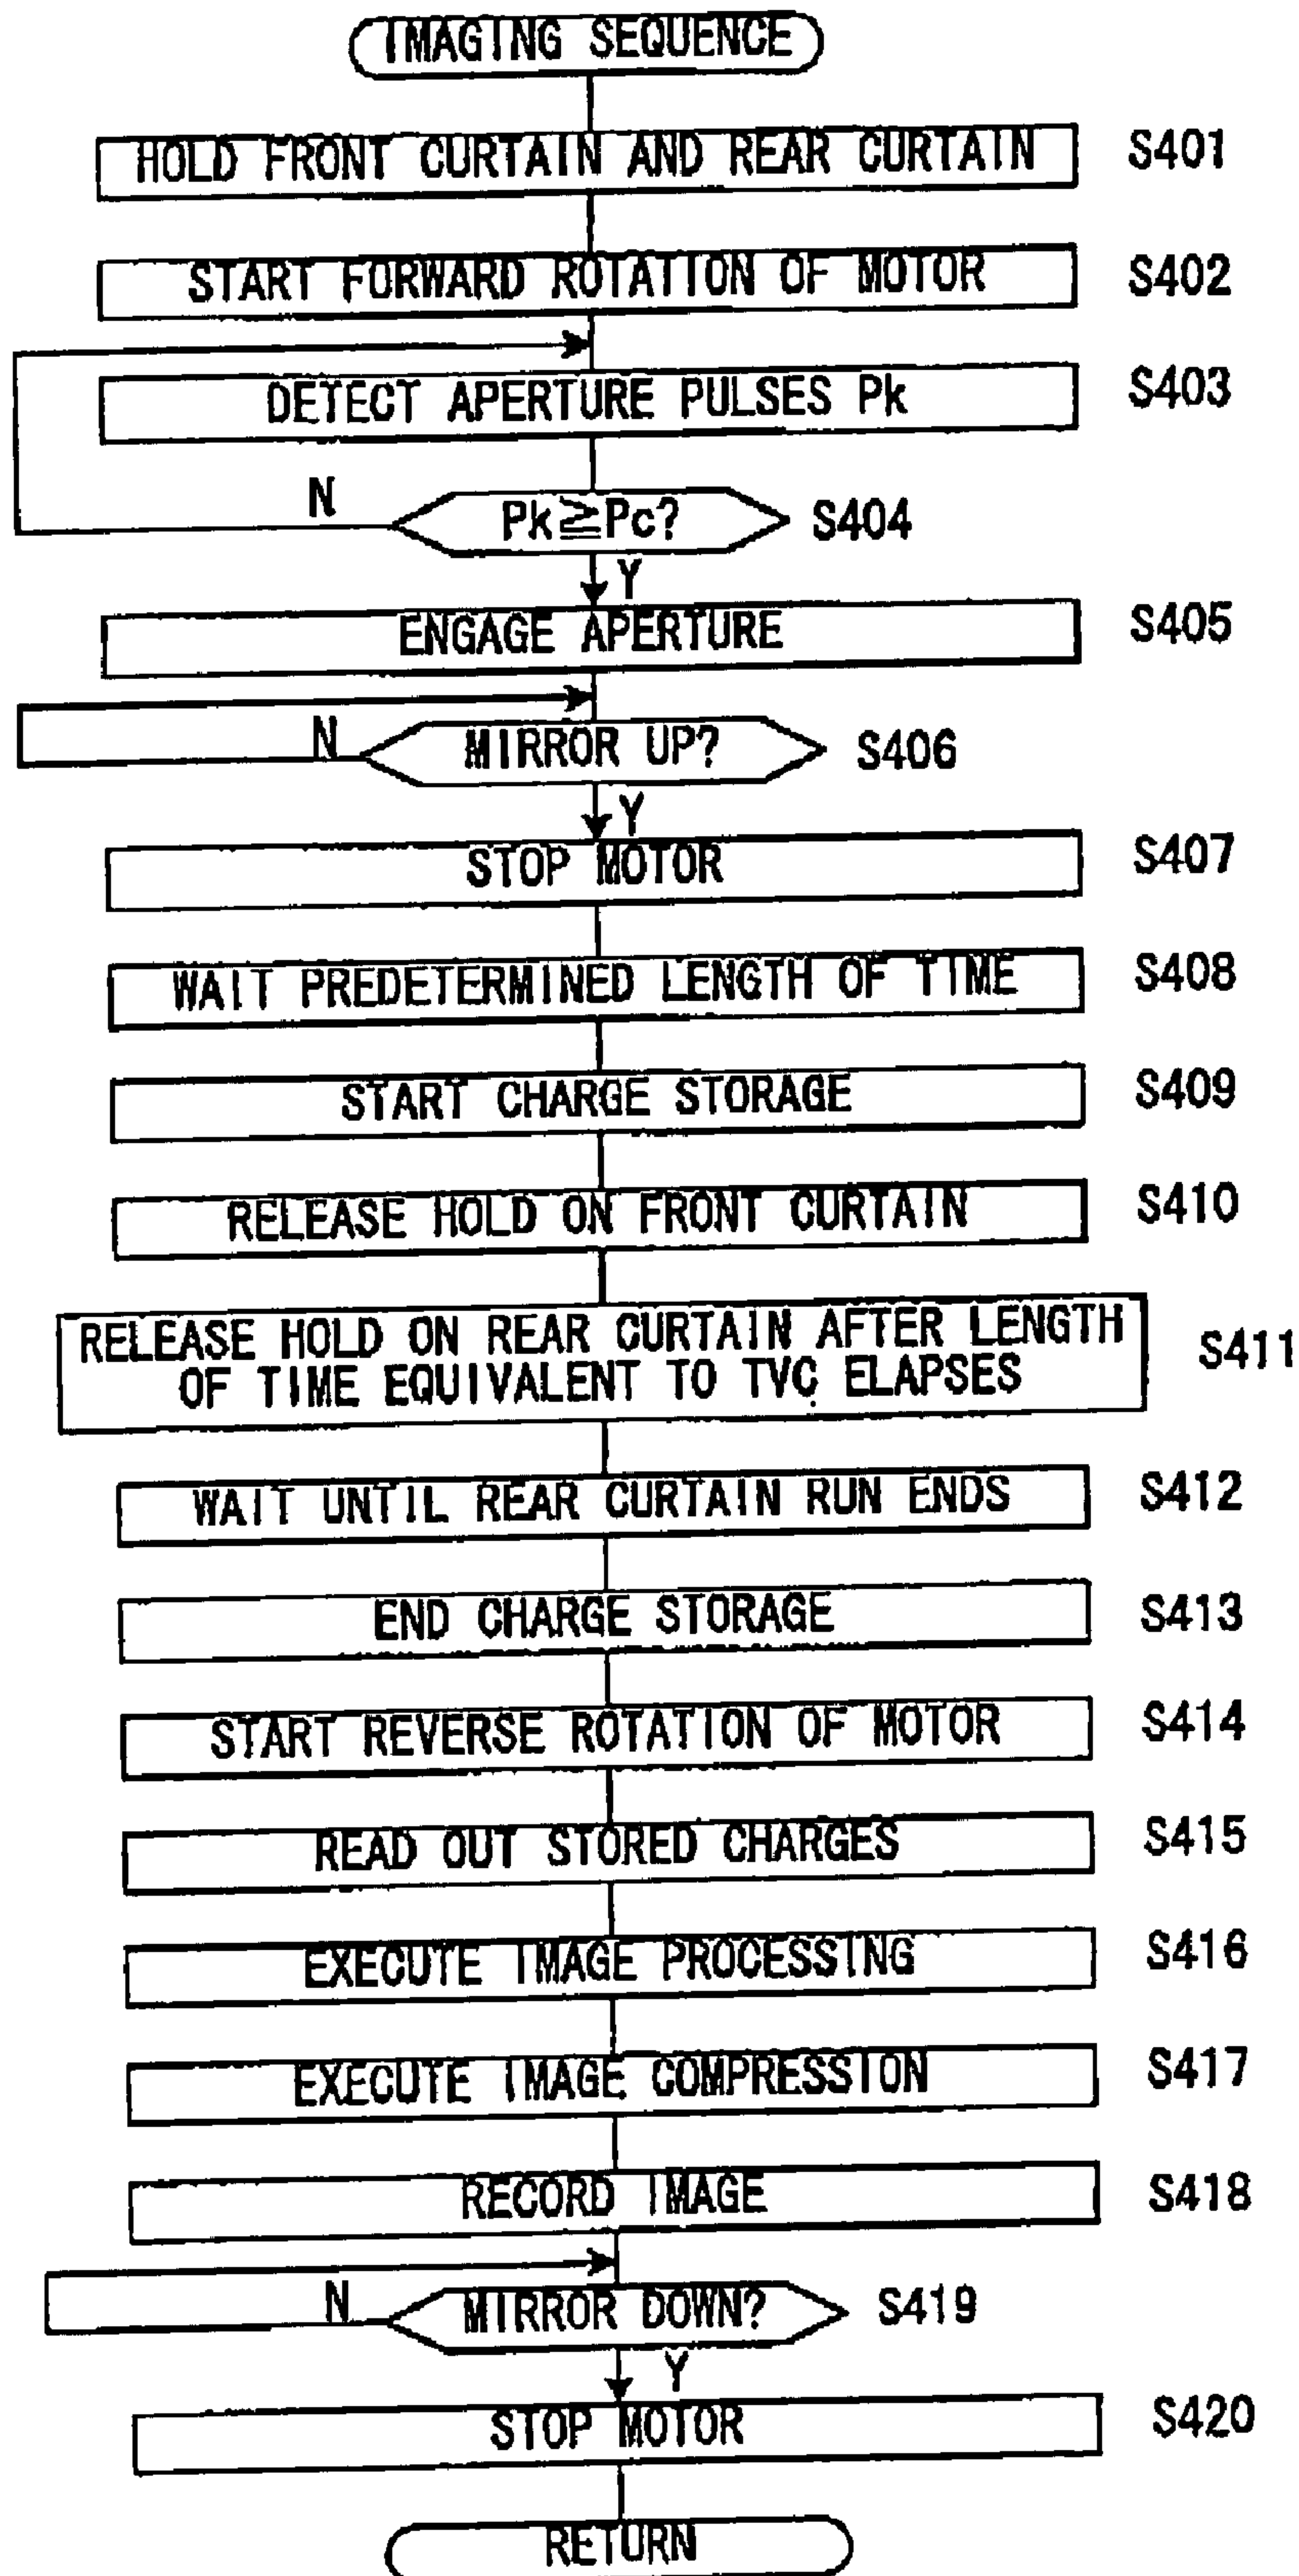 IMAGING SEQUENCE
HOLD FRONT CURTAIN AND REAR CURTAIN S401
START FORWARD ROTATION OF MOTOR S402
DETECT APERTURE PULSES Pk S403
N
Pk≧Pc? S404
Y
ENGAGE APERTURE S405
N MIRROR UP? S406
Y
STOP MOTOR S407
WAIT PREDETERMINED LENGTH OF TIME S408
START CHARGE STORAGE S409
RELEASE HOLD ON FRONT CURTAIN S410
RELEASE HOLD ON REAR CURTAIN AFTER LENGTH
OF TIME EQUIVALENT TO TVC ELAPSES S411
WAIT UNTIL REAR CURTAIN RUN ENDS S412
END CHARGE STORAGE S413
START REVERSE ROTATION OF MOTOR S414
READ OUT STORED CHARGES S415
EXECUTE IMAGE PROCESSING S416
EXECUTE IMAGE COMPRESSION S417
RECORD IMAGE S418
N MIRROR DOWN? S419
Y
STOP MOTOR S420
RETURN